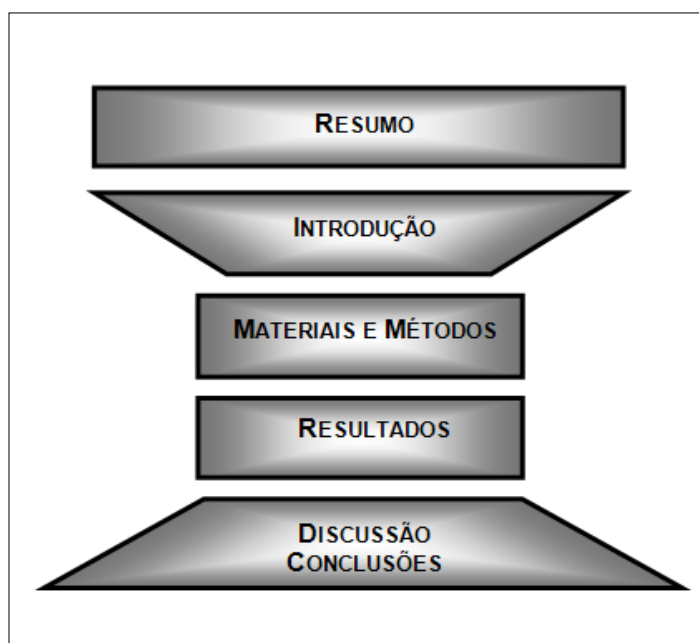 RESUMO
INTRODUÇÃO
MATERIAIS E MÉTODOS
RESULTADOS
DISCUSSÃO
CONCLUSÕES